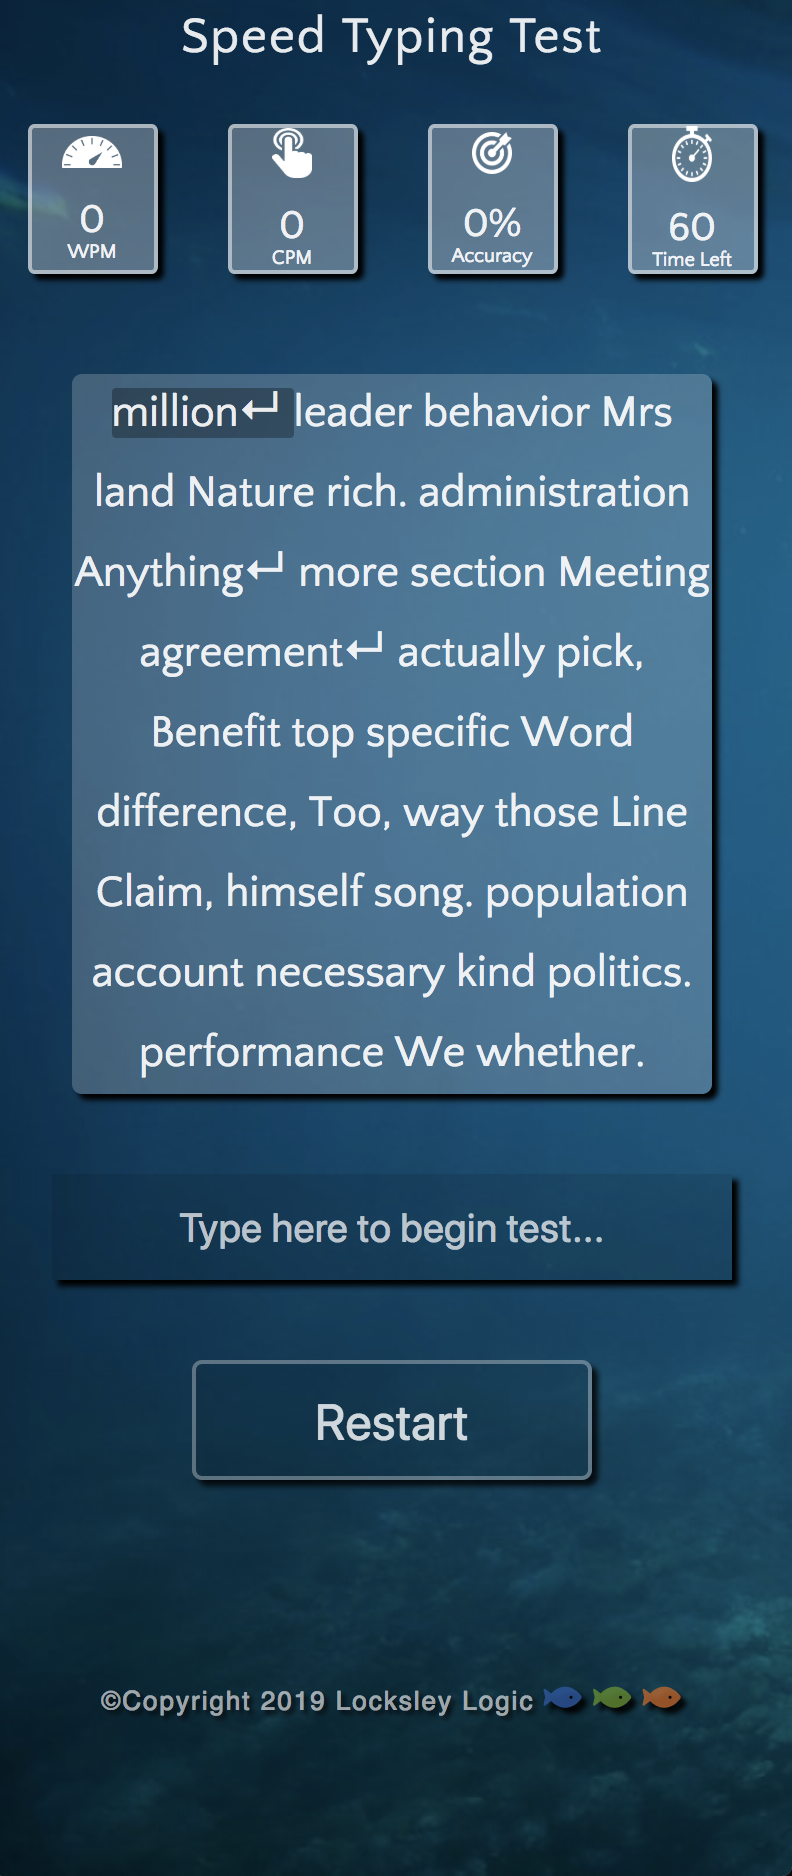 Speed Typing Test
0
WPM
0
CPM
0%
Accuracy
60
Time Left
million↵ leader behavior Mrs
land Nature rich. administration
Anything↵ more section Meeting
agreement↵ actually pick,
Benefit top specific Word
difference, Too, way those Line
Claim, himself song. population
account necessary kind politics.
performance We whether.
Type here to begin test...
Restart
©Copyright 2019 Locksley Logic